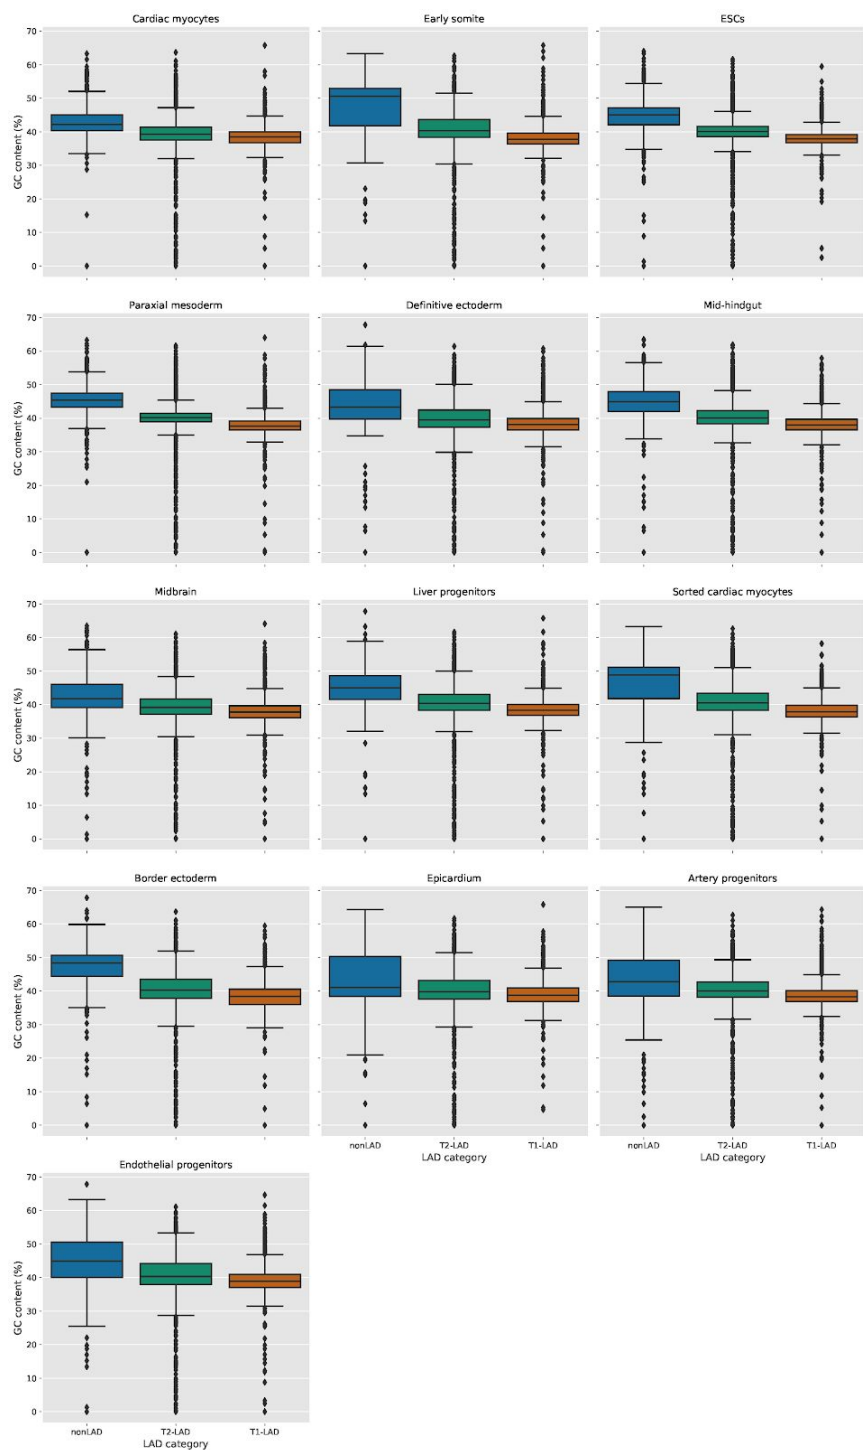 Cardiac myocytes
Early somite
ESCs
70
60
50
40
30
20
10
0
GC content (%)
Paraxial mesoderm
Definitive ectoderm
Mid-hindgut
70
60
50
40
30
20
10
0
GC content (%)
Midbrain
Liver progenitors
Sorted cardiac myocytes
70
60
50
40
30
20
10
0
GC content (%)
Border ectoderm
Epicardium
Artery progenitors
70
60
50
40
30
20
10
0
GC content (%)
nonLAD T2-LAD T1-LAD
LAD category
nonLAD T2-LAD T1-LAD
LAD category
Endothelial progenitors
70
60
50
40
30
20
10
0
GC content (%)
nonLAD T2-LAD T1-LAD
LAD category